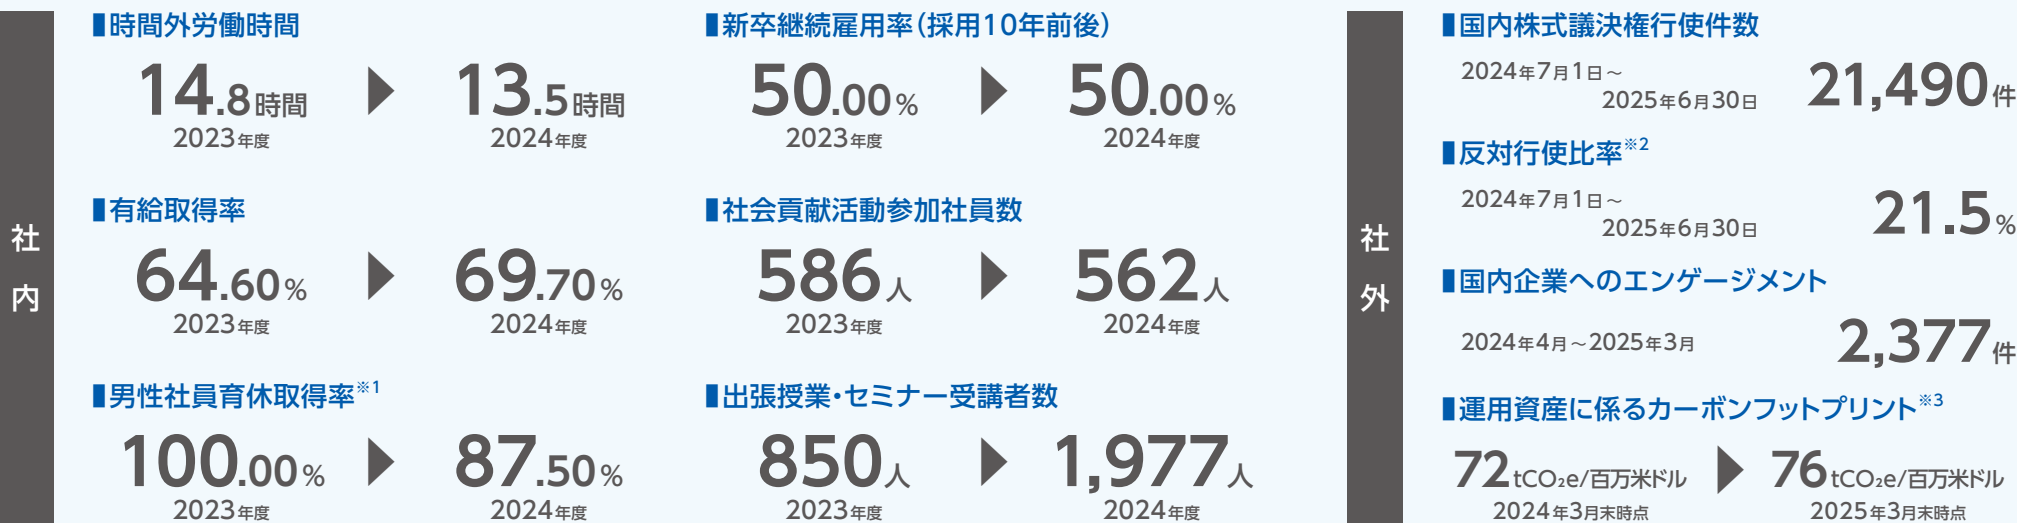 社内
▮時間外労働時間
14.8時間 ▶ 13.5時間
2023年度 2024年度
▮有給取得率
64.60% ▶ 69.70%
2023年度 2024年度
▮男性社員育休取得率※1
100.00% ▶ 87.50%
2023年度 2024年度
▮新卒継続雇用率(採用10年前後)
50.00% ▶ 50.00%
2023年度 2024年度
▮社会貢献活動参加社員数
586人 ▶ 562人
2023年度 2024年度
▮出張授業・セミナー受講者数
850人 ▶ 1,977人
2023年度 2024年度
社外
▮国内株式議決権行使件数
2024年7月1日～
2025年6月30日 21,490件
▮反対行使比率※2
2024年7月1日～
2025年6月30日 21.5%
▮国内企業へのエンゲージメント
2024年4月～2025年3月 2,377件
▮運用資産に係るカーボンフットプリント※3
72tCO₂e/百万米ドル ▶ 76tCO₂e/百万米ドル
2024年3月末時点 2025年3月末時点